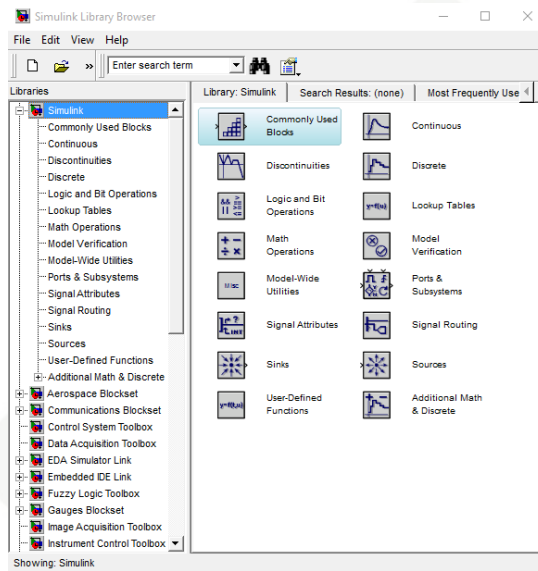 Simulink Library Browser
File Edit View Help
» Enter search term
Libraries
Library: Simulink Search Results: (none) Most Frequently Use
Simulink
Commonly Used Blocks
Continuous
Discontinuities
Discrete
Logic and Bit Operations
Lookup Tables
Math Operations
Model Verification
Model-Wide Utilities
Ports & Subsystems
Signal Attributes
Signal Routing
Sinks
Sources
User-Defined Functions
Additional Math & Discrete
Aerospace Blockset
Communications Blockset
Control System Toolbox
Data Acquisition Toolbox
EDA Simulator Link
Embedded IDE Link
Fuzzy Logic Toolbox
Gauges Blockset
Image Acquisition Toolbox
Instrument Control Toolbox
Commonly Used
Blocks
Continuous
Discontinuities
Discrete
Logic and Bit
Operations
y=f(u)
Lookup Tables
Math
Operations
Model
Verification
Misc
Model-Wide
Utilities
Ports &
Subsystems
Signal Attributes
Signal Routing
Sinks
Sources
y=f(t,u)
User-Defined
Functions
Additional Math
& Discrete
Showing: Simulink